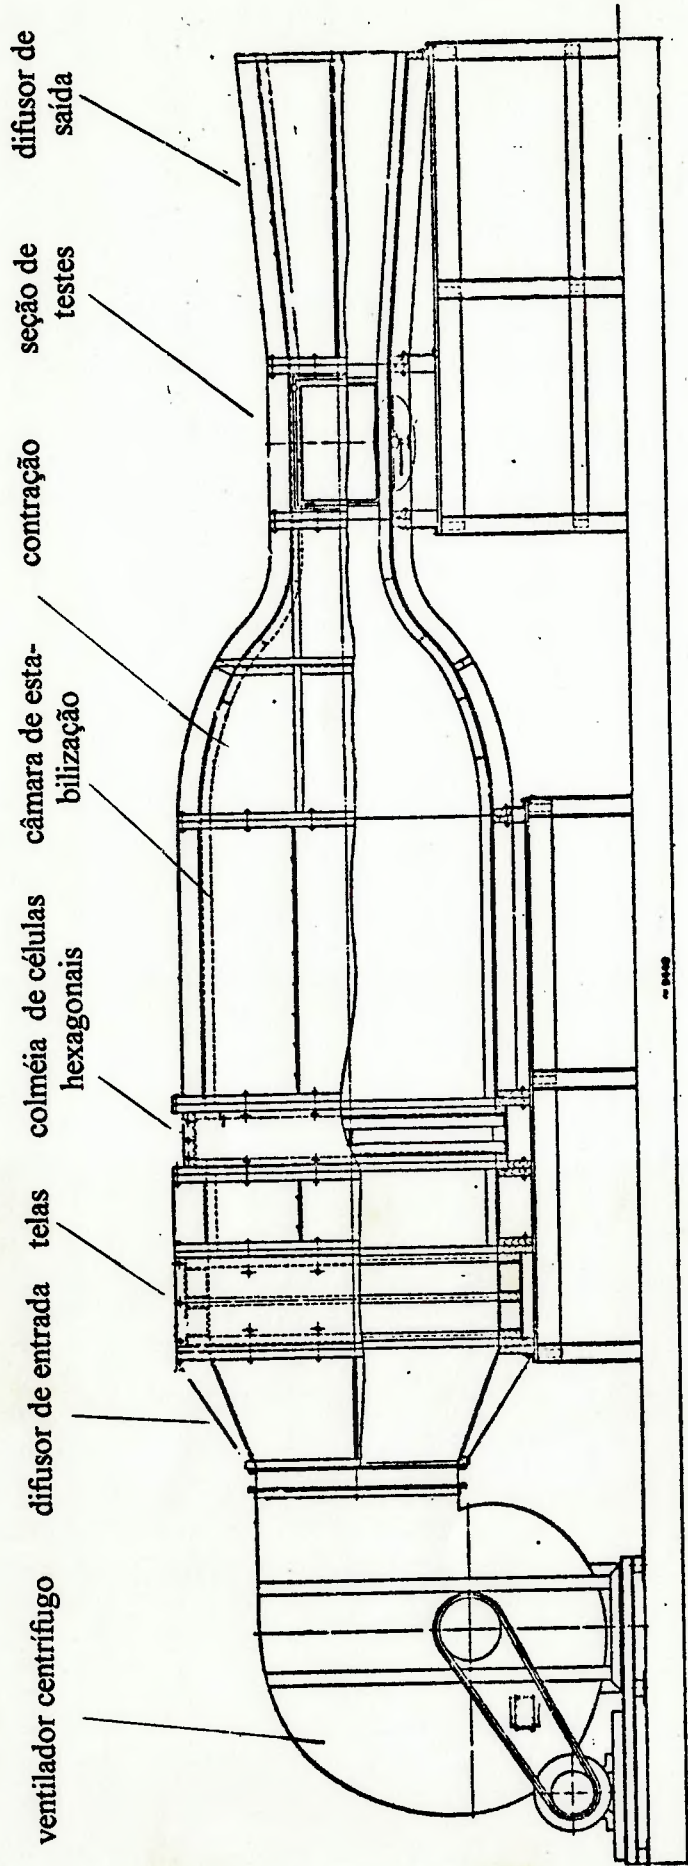 ventilador centrífugo
difusor de entrada
telas
colméia de células
hexagonais
câmara de esta-
bilização
contração
seção de
testes
difusor de
saída